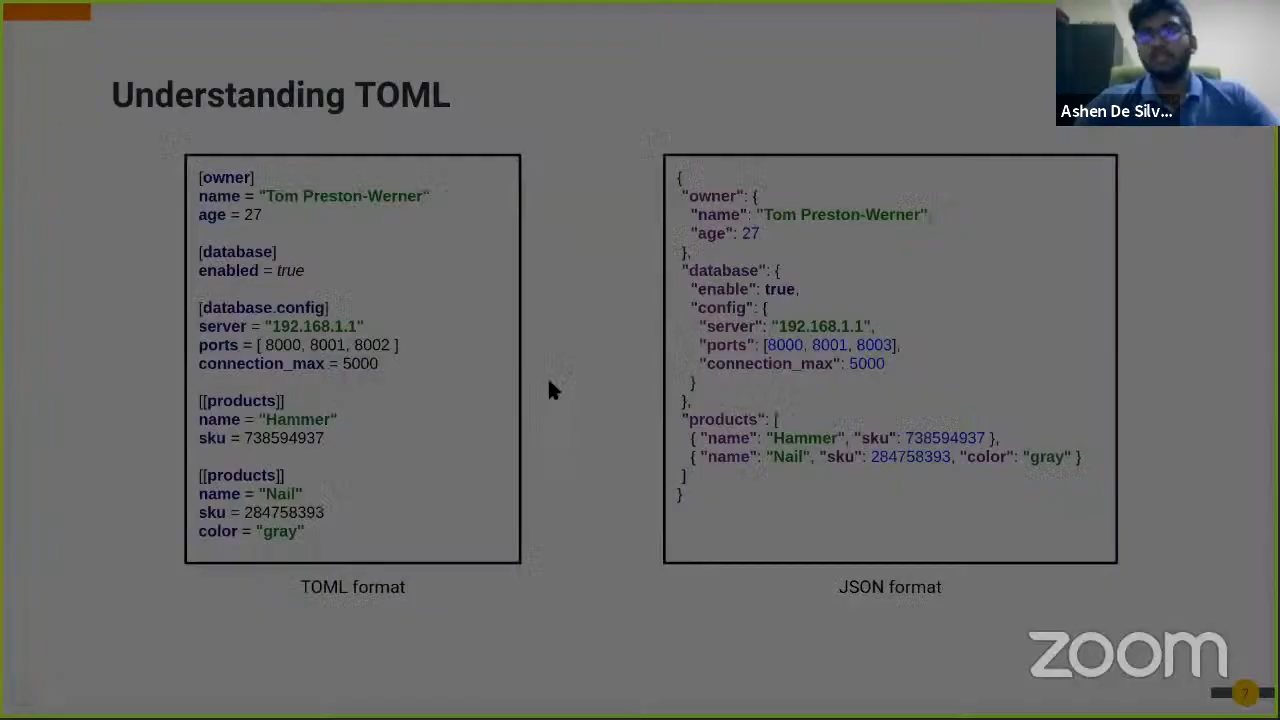 Understanding TOML
Ashen De Silv...
[owner]
name = "Tom Preston-Werner"
age = 27
[database]
enabled = true
[database.config]
server = "192.168.1.1"
ports = [ 8000, 8001, 8002 ]
connection_max = 5000
[[products]]
name = "Hammer"
sku = 738594937
[[products]]
name = "Nail"
sku = 284758393
color = "gray"
TOML format
{
"owner": {
"name": "Tom Preston-Werner",
"age": 27
},
"database": {
"enable": true,
"config": {
"server": "192.168.1.1",
"ports": [8000, 8001, 8003],
"connection_max": 5000
}
},
"products": [
{ "name": "Hammer", "sku": 738594937 },
{ "name": "Nail", "sku": 284758393, "color": "gray" }
]
}
JSON format
zoom
7